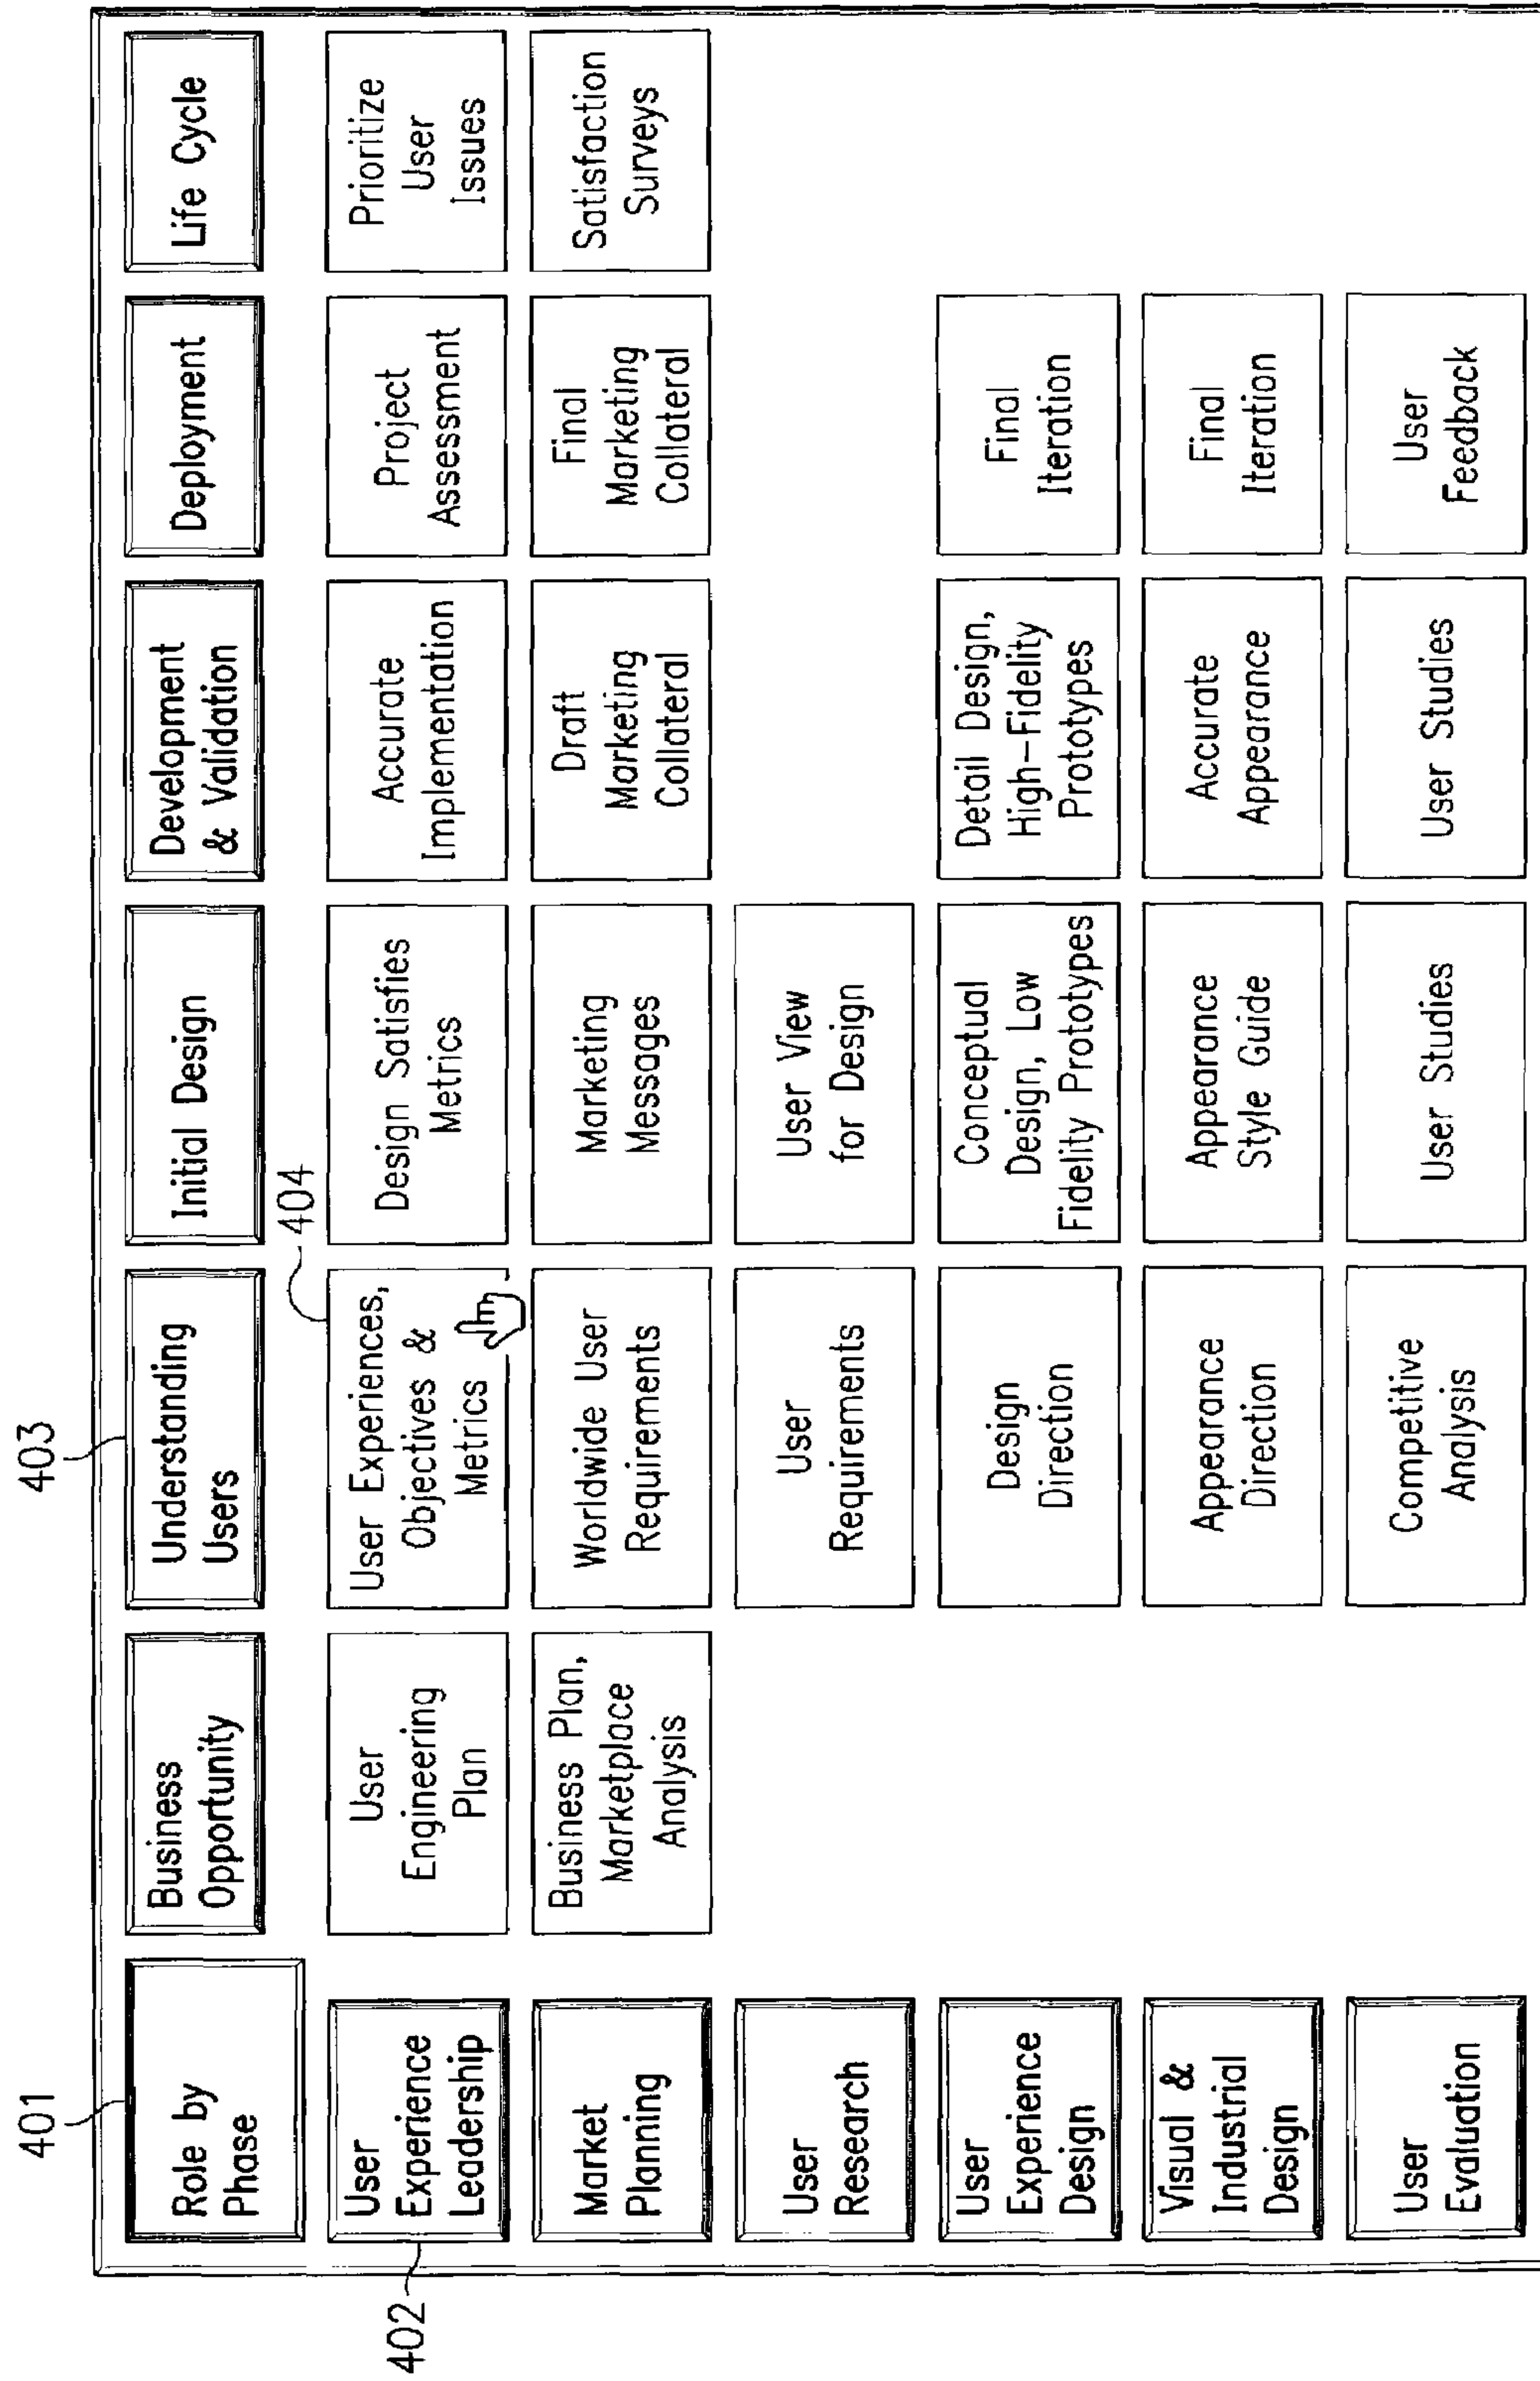 401
403
Role by
Phase
Business
Opportunity
Understanding
Users
Initial Design
Development
& Validation
Deployment
Life Cycle
402
404
User
Experience
Leadership
User
Engineering
Plan
User Experiences,
Objectives &
Metrics
Design Satisfies
Metrics
Accurate
Implementation
Project
Assessment
Prioritize
User
Issues
Market
Planning
Business Plan,
Marketplace
Analysis
Worldwide User
Requirements
Marketing
Messages
Draft
Marketing
Collateral
Final
Marketing
Collateral
Satisfaction
Surveys
User
Research
User
Requirements
User View
for Design
User
Experience
Design
Design
Direction
Conceptual
Design, Low
Fidelity Prototypes
Detail Design,
High-Fidelity
Prototypes
Final
Iteration
Visual &
Industrial
Design
Appearance
Direction
Appearance
Style Guide
Accurate
Appearance
Final
Iteration
User
Evaluation
Competitive
Analysis
User Studies
User Studies
User
Feedback